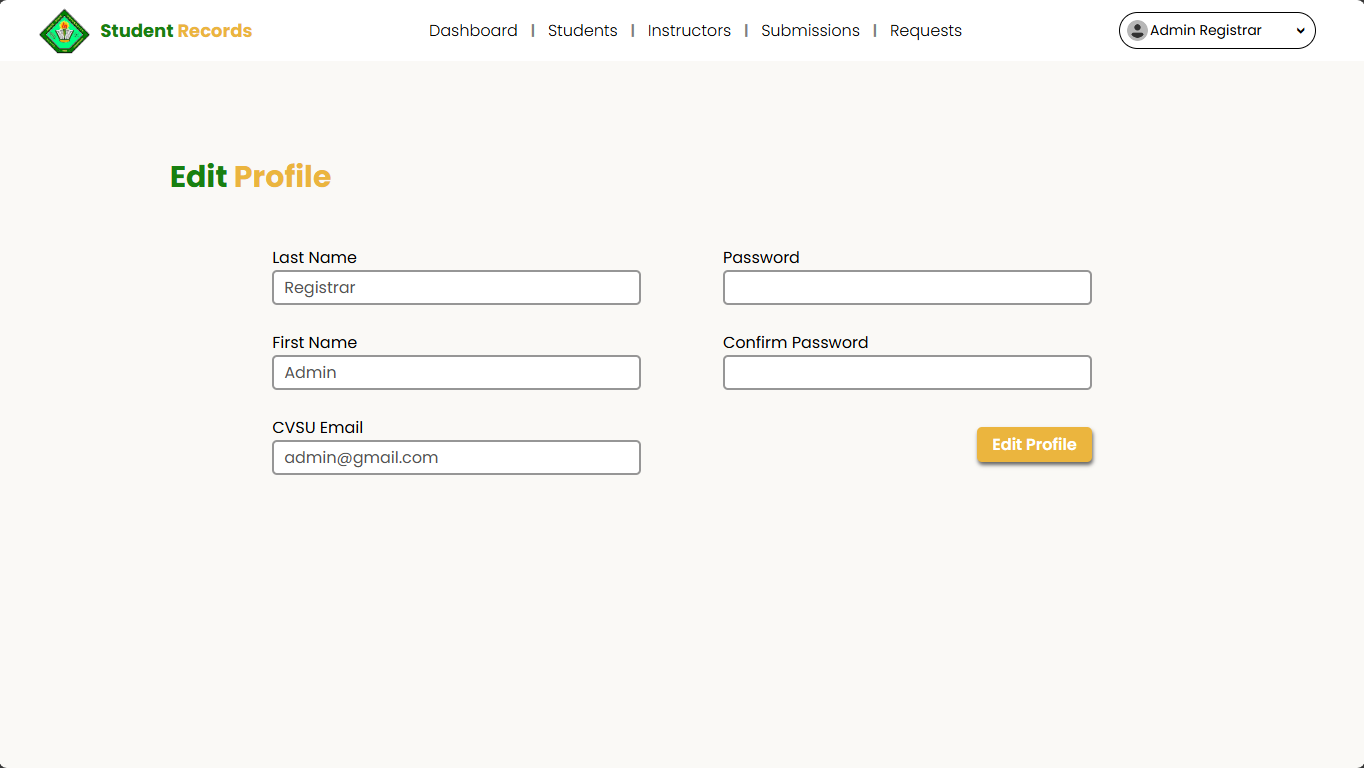 Student Records
Dashboard | Students | Instructors | Submissions | Requests
Admin Registrar
Edit Profile
Last Name
Registrar
First Name
Admin
CVSU Email
admin@gmail.com
Password
Confirm Password
Edit Profile